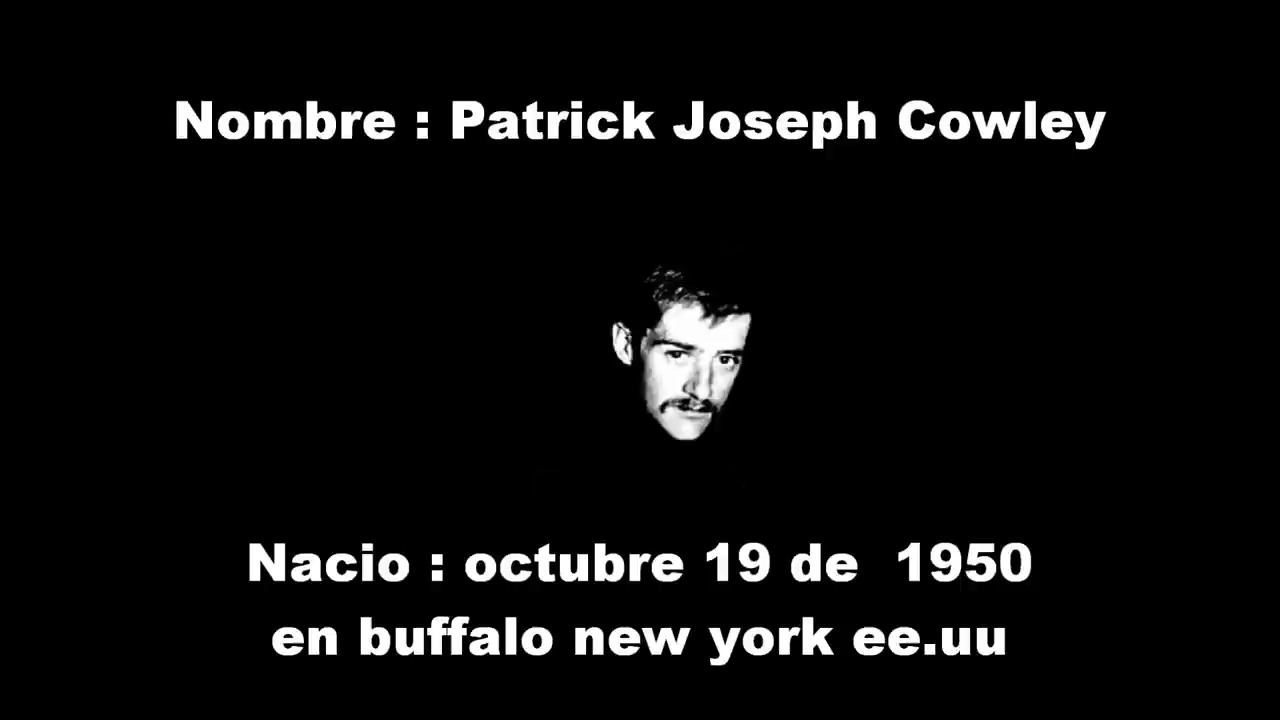 Nombre : Patrick Joseph Cowley
Nacio : octubre 19 de  1950
en buffalo new york ee.uu